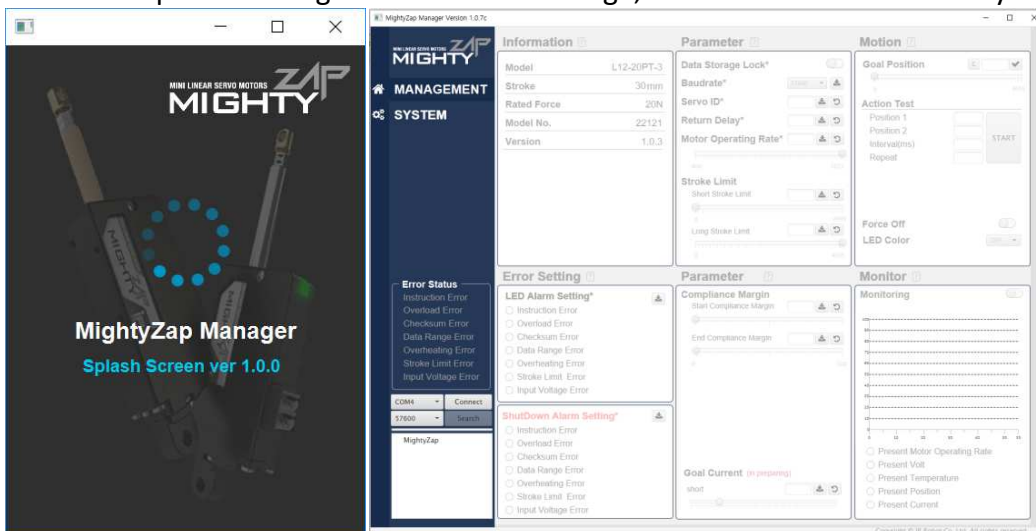 MINI LINEAR SERVO MOTORS
MIGHTY ZAP
MIGHTY
MightyZap Manager
Splash Screen ver 1.0.0
MightyZap Manager Version 1.0.7c
MINI LINEAR SERVO MOTORS
MIGHTY ZAP
MANAGEMENT
SYSTEM
Error Status
Instruction Error
Overload Error
Checksum Error
Data Range Error
Overheating Error
Stroke Limit Error
Input Voltage Error
COM4
Connect
57600
Search
MightyZap
Information
Model L12-20PT-3
Stroke 30mm
Rated Force 20N
Model No. 22121
Version 1.0.3
Parameter
Data Storage Lock*
Baudrate*
Servo ID*
Return Delay*
Motor Operating Rate*
Stroke Limit
Short Stroke Limit
Long Stroke Limit
Motion
Goal Position
Action Test
Position 1
Position 2
Interval(ms)
Repeat
START
Force Off
LED Color
Error Setting
LED Alarm Setting*
Instruction Error
Overload Error
Checksum Error
Data Range Error
Overheating Error
Stroke Limit Error
Input Voltage Error
ShutDown Alarm Setting*
Instruction Error
Overload Error
Checksum Error
Data Range Error
Overheating Error
Stroke Limit Error
Input Voltage Error
Parameter
Compliance Margin
Start Compliance Margin
End Compliance Margin
Goal Current (in preparing)
short
Monitor
Monitoring
Present Motor Operating Rate
Present Volt
Present Temperature
Present Position
Present Current